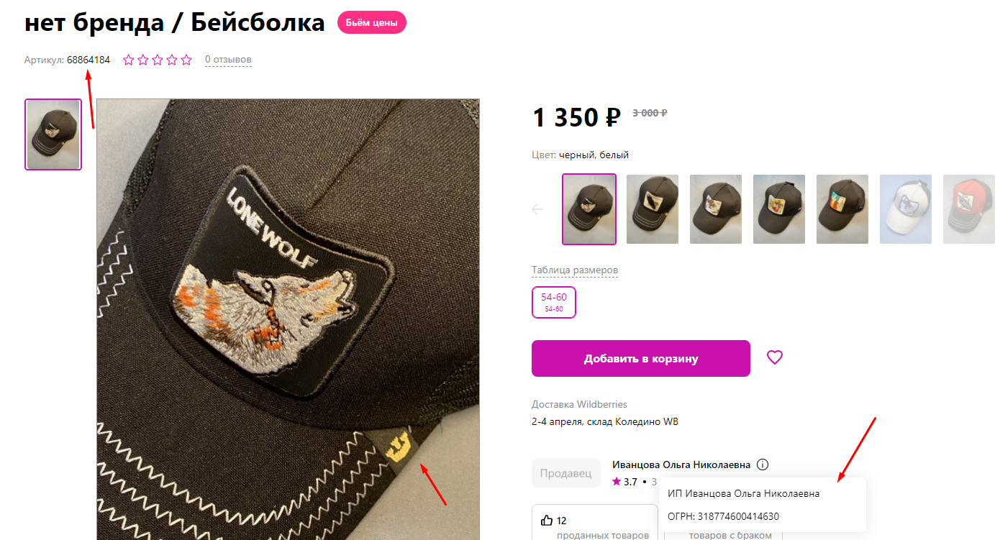 нет бренда / Бейсболка
Бьём цены
Артикул: 68864184
0 отзывов
LONE WOLF
1 350 ₽
3 000 ₽
Цвет: черный, белый
Таблица размеров
54-60
54-60
Добавить в корзину
Доставка Wildberries
2-4 апреля, склад Коледино WB
Продавец
Иванцова Ольга Николаевна
3.7 • 3
ИП Иванцова Ольга Николаевна
ОГРН: 318774600414630
12
проданных товаров
товаров с браком